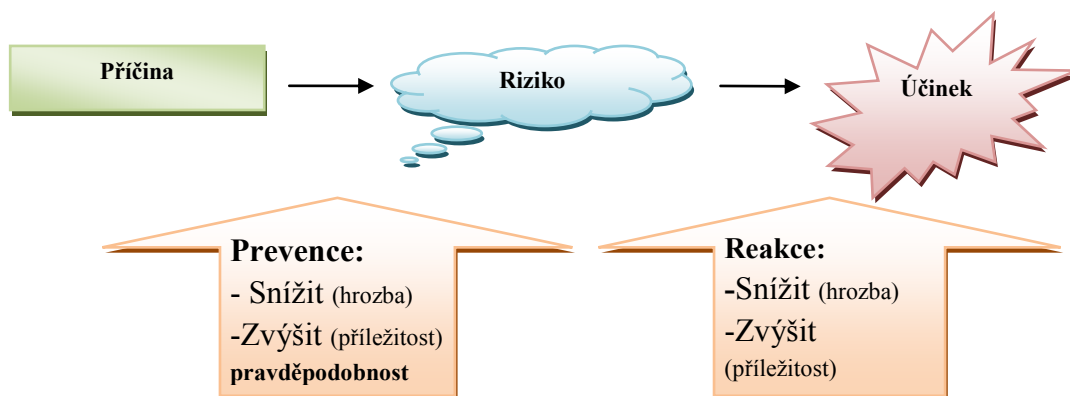 Příčina
Riziko
Účinek
Prevence:
- Snížit (hrozba)
-Zvýšit (příležitost)
pravděpodobnost
Reakce:
-Snížit (hrozba)
-Zvýšit
(příležitost)